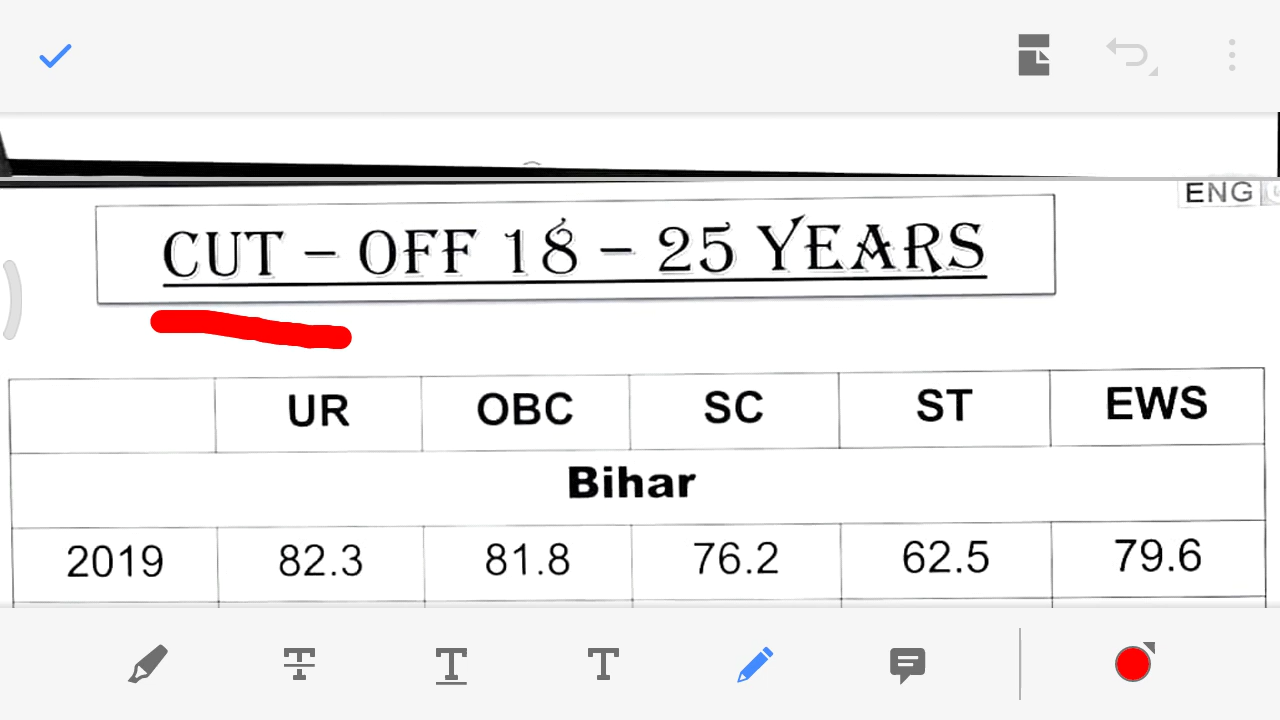 ENG
CUT – OFF 18 – 25 YEARS
UR OBC SC ST EWS
Bihar
2019 82.3 81.8 76.2 62.5 79.6